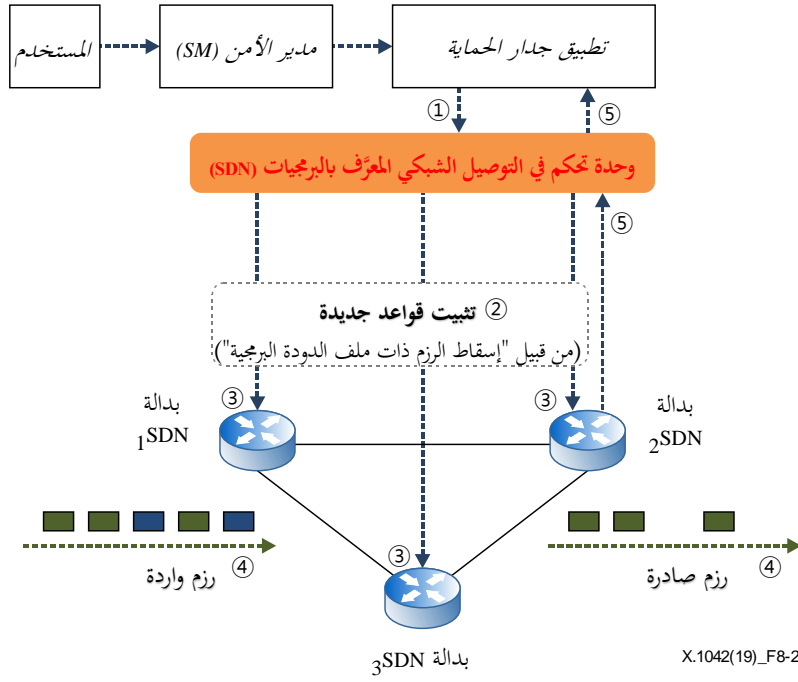 المستخدم
مدير الأمن (SM)
تطبيق جدار الحماية
①
⑤
وحدة تحكم في التوصيل الشبكي المعرَّف بالبرمجيات (SDN)
⑤
② تثبيت قواعد جديدة
(من قبيل "إسقاط الرزم ذات ملف الدودة البرمجية")
③
③
بدالة
SDN1
بدالة
SDN2
③
④
رزم واردة
④
رزم صادرة
بدالة SDN3
X.1042(19)_F8-2